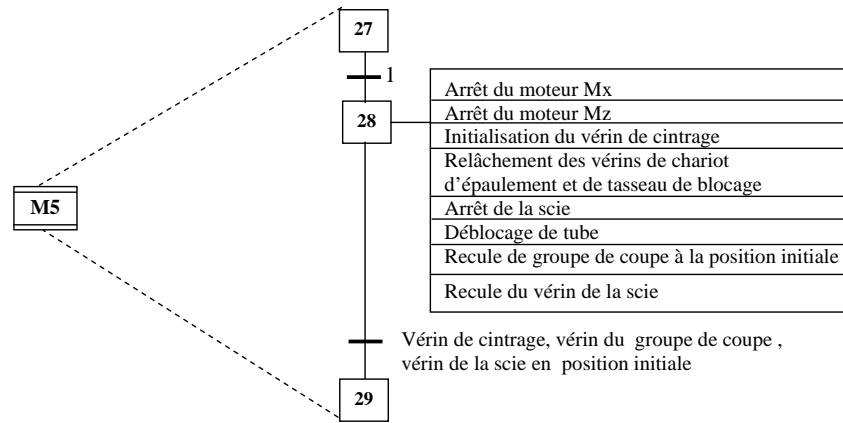 27
1
28
Arrêt du moteur Mx
Arrêt du moteur Mz
Initialisation du vérin de cintrage
Relâchement des vérins de chariot
d'épaulement et de tasseau de blocage
Arrêt de la scie
Déblocage de tube
Recule de groupe de coupe à la position initiale
Recule du vérin de la scie
M5
Vérin de cintrage, vérin du groupe de coupe ,
vérin de la scie en position initiale
29